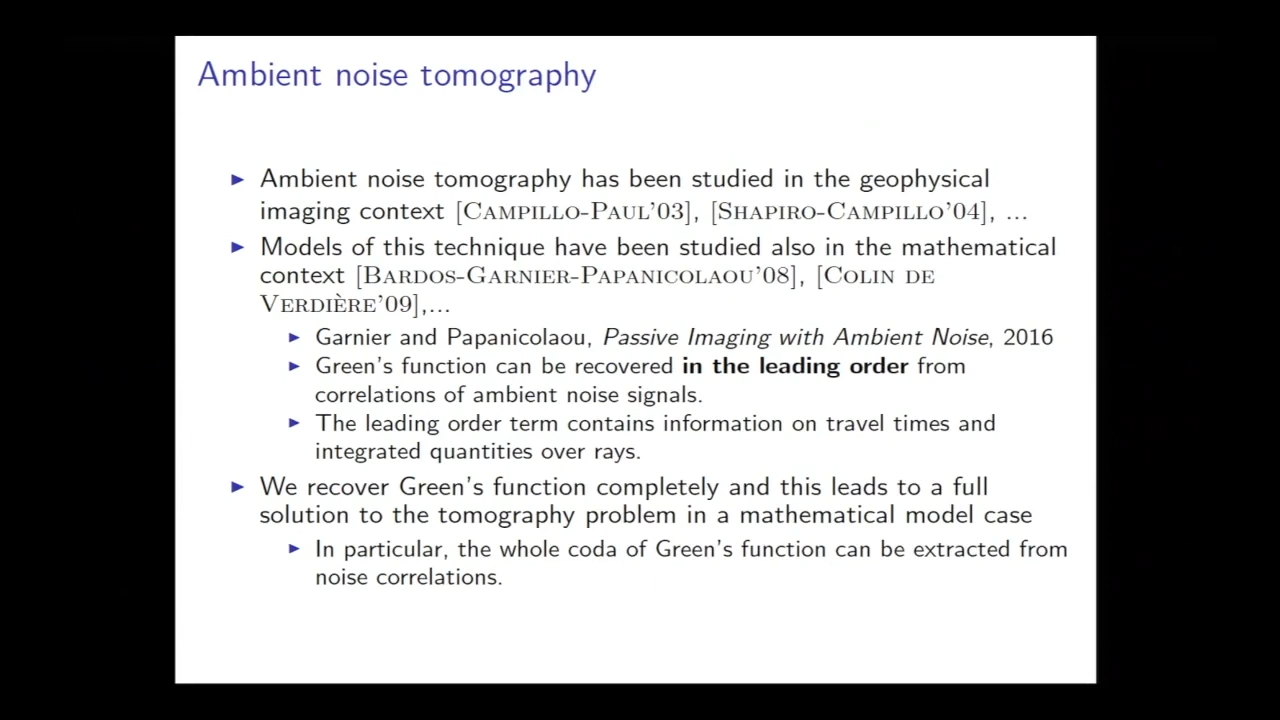 Ambient noise tomography
► Ambient noise tomography has been studied in the geophysical
imaging context [Campillo-Paul'03], [Shapiro-Campillo'04], ...
► Models of this technique have been studied also in the mathematical
context [Bardos-Garnier-Papanicolaou'08], [Colin de
Verdière'09],...
► Garnier and Papanicolaou, Passive Imaging with Ambient Noise, 2016
► Green's function can be recovered in the leading order from
correlations of ambient noise signals.
► The leading order term contains information on travel times and
integrated quantities over rays.
► We recover Green's function completely and this leads to a full
solution to the tomography problem in a mathematical model case
► In particular, the whole coda of Green's function can be extracted from
noise correlations.